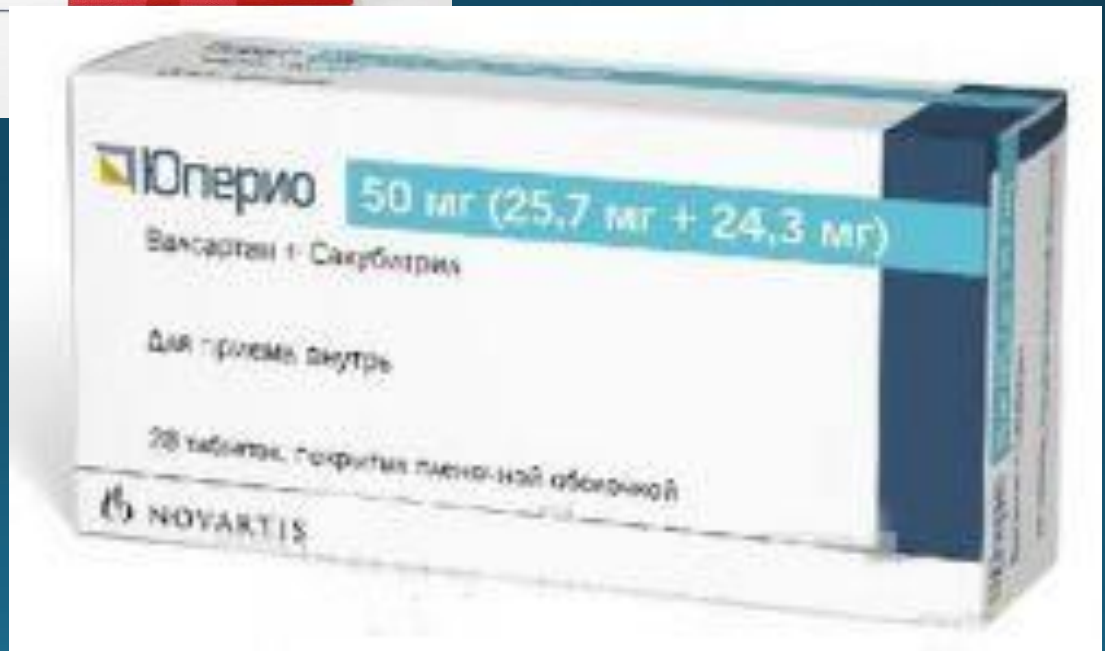 Юперио
50 мг (25,7 мг + 24,3 мг)
Валсартан + Сакубитрил
Для приема внутрь
28 таблеток, покрытых пленочной оболочкой
NOVARTIS